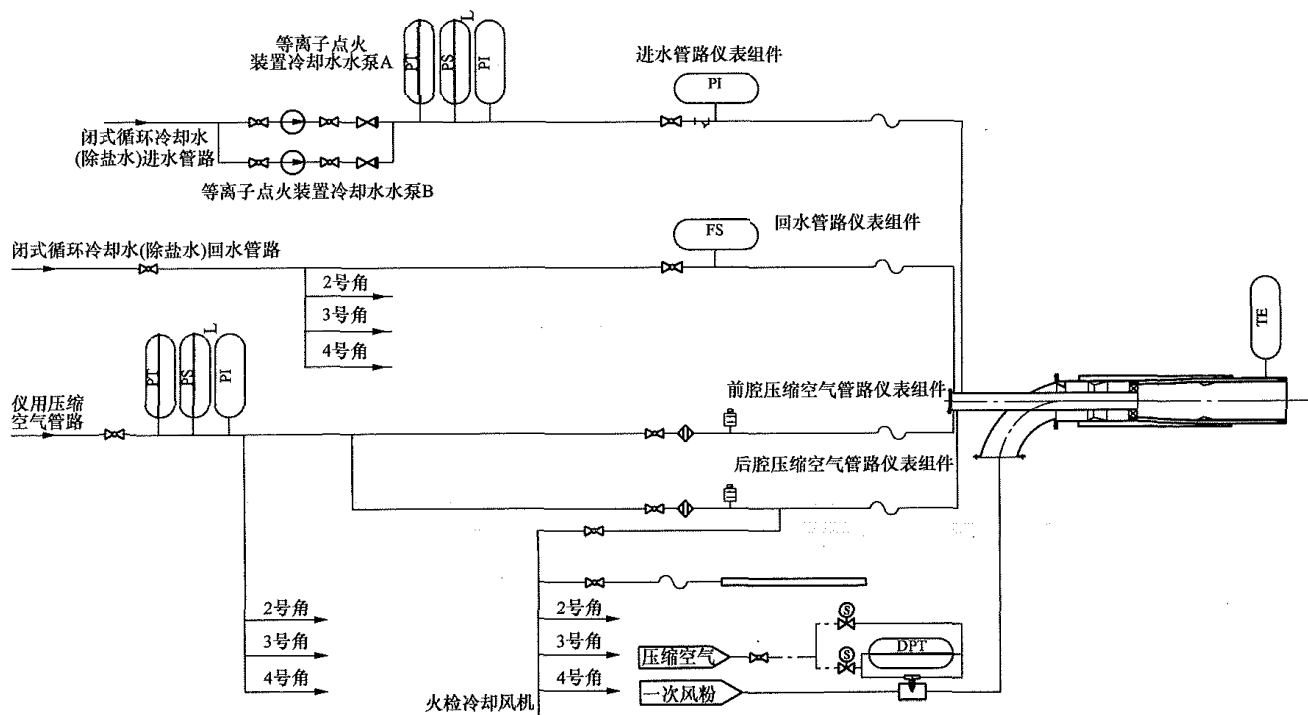 等离子点火
装置冷却水水泵A
PT
PS
L
PI
进水管路仪表组件
PI
闭式循环冷却水
(除盐水)进水管路
等离子点火装置冷却水水泵B
闭式循环冷却水(除盐水)回水管路
FS
回水管路仪表组件
2号角
3号角
4号角
TE
PT
PS
L
PI
仪用压缩
空气管路
前腔压缩空气管路仪表组件
后腔压缩空气管路仪表组件
2号角
3号角
4号角
2号角
3号角
4号角
火检冷却风机
压缩空气
一次风粉
S
S
DPT